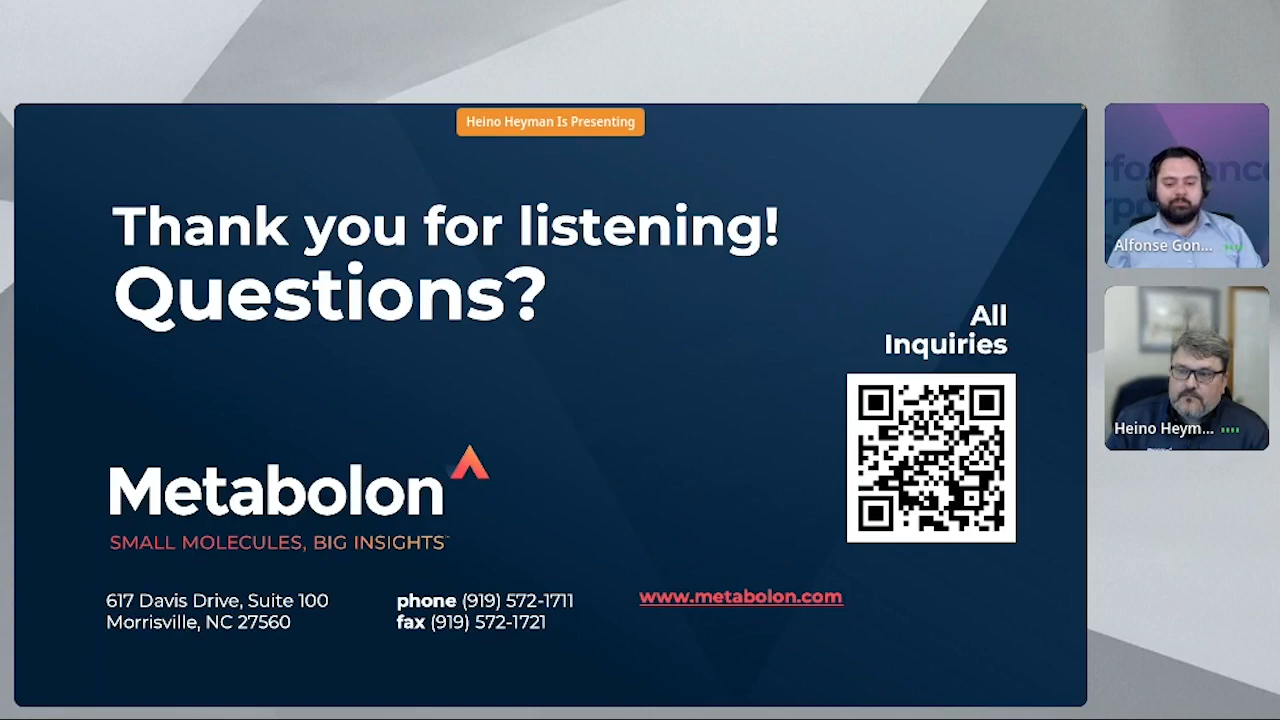 Heino Heyman Is Presenting
Thank you for listening!
Questions?
All
Inquiries
Metabolon
SMALL MOLECULES, BIG INSIGHTS
617 Davis Drive, Suite 100
Morrisville, NC 27560
phone (919) 572-1711
fax (919) 572-1721
www.metabolon.com
Alfonse Gon...
Heino Heym...